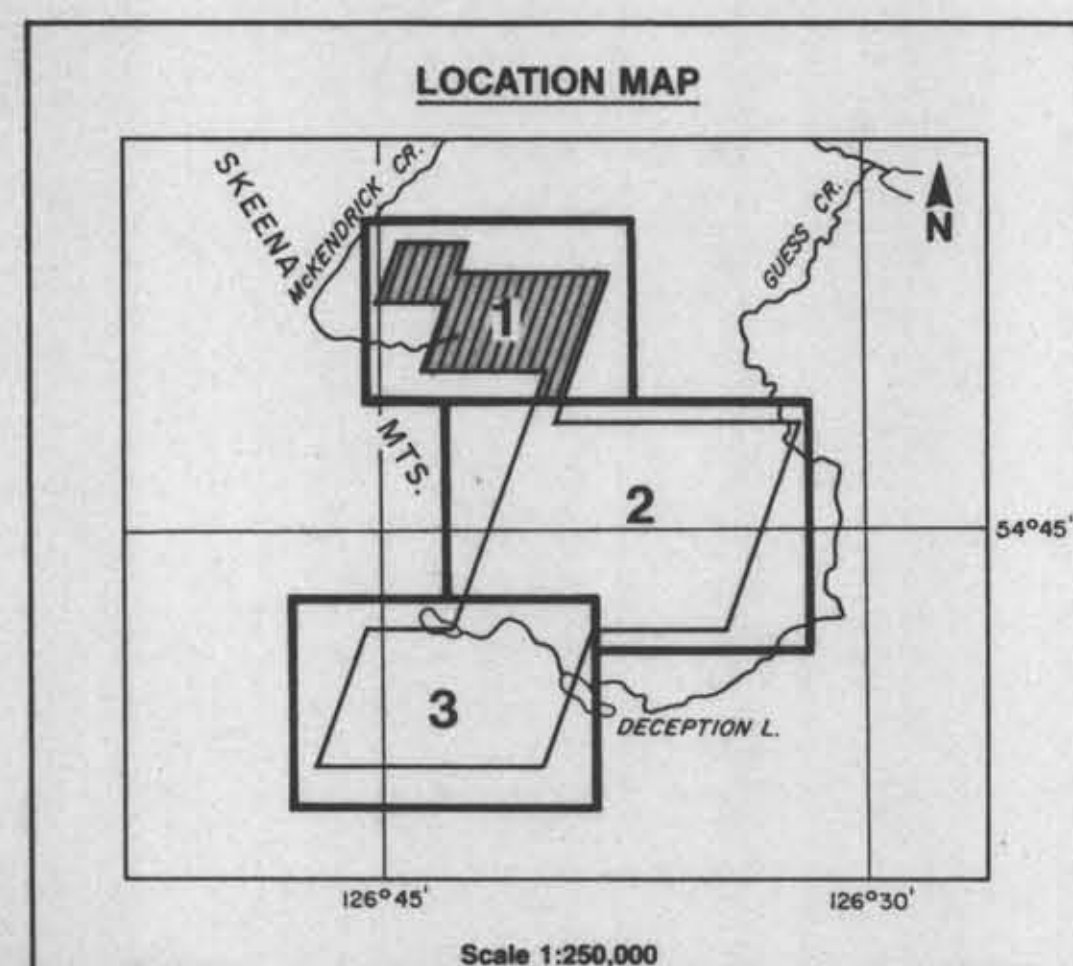 LOCATION MAP
SKEENA
McKENDRICK CR.
GUESS CR.
N
1
MTS.
2
54°45'
3
DECEPTION L.
126°45'
126°30'
Scale 1:250,000